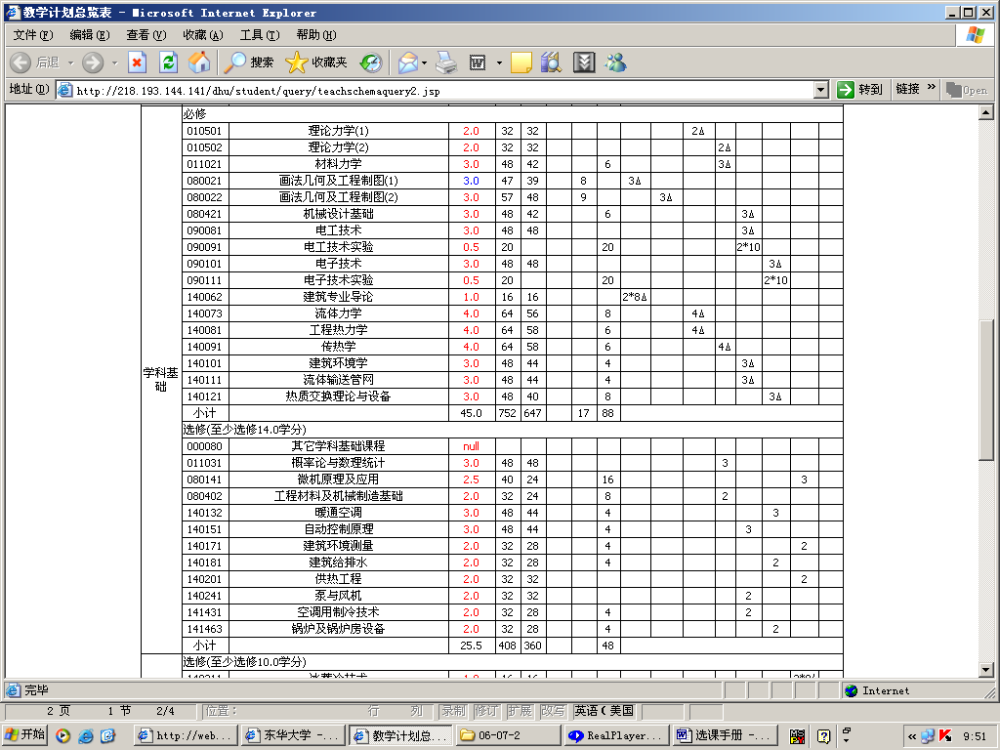 教学计划总览表 - Microsoft Internet Explorer
文件(F) 编辑(E) 查看(V) 收藏(A) 工具(T) 帮助(H)
后退 搜索 收藏夹
地址(D) http://218.193.144.141/dhu/student/query/teachschemaquery2.jsp 转到 链接 » Open
必修
010501 理论力学(1) 2.0 32 32 2Δ
010502 理论力学(2) 2.0 32 32 2Δ
011021 材料力学 3.0 48 42 6 3Δ
080021 画法几何及工程制图(1) 3.0 47 39 8 3Δ
080022 画法几何及工程制图(2) 3.0 57 48 9 3Δ
080421 机械设计基础 3.0 48 42 6 3Δ
090081 电工技术 3.0 48 48 3Δ
090091 电工技术实验 0.5 20 20 2*10
090101 电子技术 3.0 48 48 3Δ
090111 电子技术实验 0.5 20 20 2*10
140062 建筑专业导论 1.0 16 16 2*8Δ
140073 流体力学 4.0 64 56 8 4Δ
140081 工程热力学 4.0 64 58 6 4Δ
140091 传热学 4.0 64 58 6 4Δ
140101 建筑环境学 3.0 48 44 4 3Δ
140111 流体输送管网 3.0 48 44 4 3Δ
学科基础
140121 热质交换理论与设备 3.0 48 40 8 3Δ
小计 45.0 752 647 17 88
选修(至少选修14.0学分)
000080 其它学科基础课程 null
011031 概率论与数理统计 3.0 48 48 3
080141 微机原理及应用 2.5 40 24 16 3
080402 工程材料及机械制造基础 2.0 32 24 8 2
140132 暖通空调 3.0 48 44 4 3
140151 自动控制原理 3.0 48 44 4 3
140171 建筑环境测量 2.0 32 28 4 2
140181 建筑给排水 2.0 32 28 4 2
140201 供热工程 2.0 32 32 2
140241 泵与风机 2.0 32 32 2
141431 空调用制冷技术 2.0 32 28 4 2
141463 锅炉及锅炉房设备 2.0 32 28 4 2
小计 25.5 408 360 48
选修(至少选修10.0学分)
完毕 Internet
2 页 1 节 2/4 位置: 行 列 录制 修订 扩展 改写 英语(美国
开始 http://web... 东华大学 - ... 教学计划总... 06-07-2 RealPlayer... 选课手册 -... « 9:51